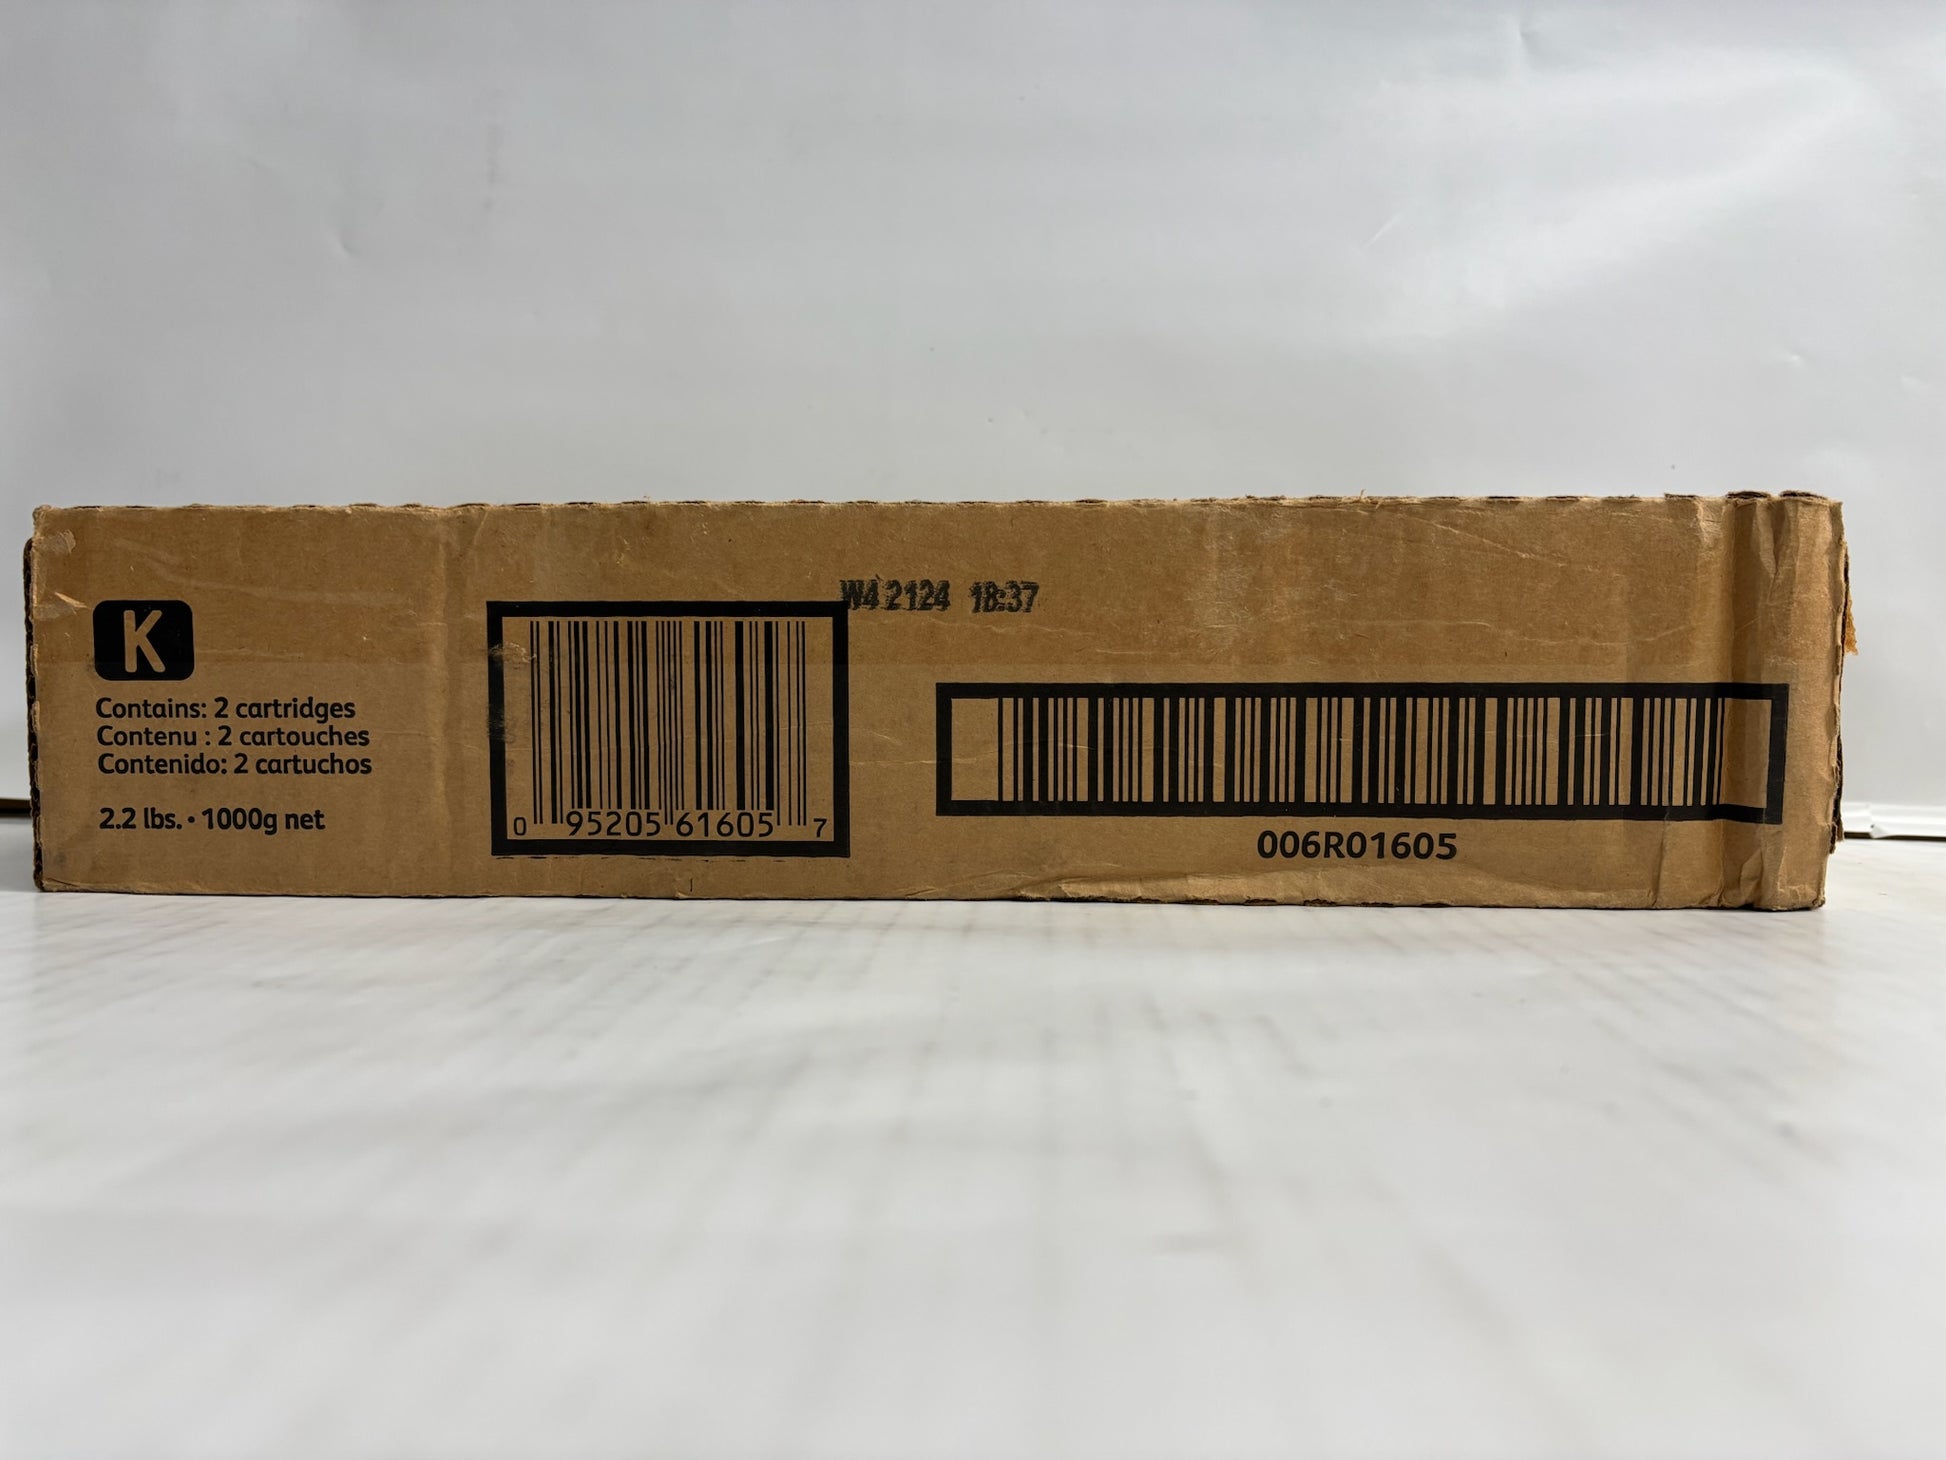 K
Contains: 2 cartridges
Contenu : 2 cartouches
Contenido: 2 cartuchos
2.2 lbs. • 1000g net
W4 2124 18:37
0 95205 61605 7
006R01605